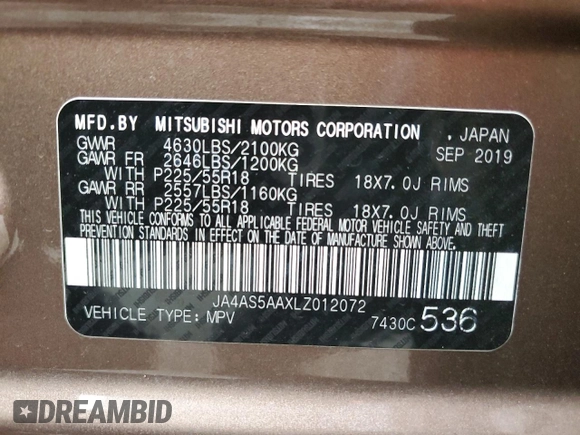 MFD.BY MITSUBISHI MOTORS CORPORATION . JAPAN
GVWR 4630LBS/2100KG SEP 2019
GAWR FR 2646LBS/1200KG
WITH P225/55R18 TIRES 18X7.0J RIMS
GAWR RR 2557LBS/1160KG
WITH P225/55R18 TIRES 18X7.0J RIMS
THIS VEHICLE CONFORMS TO ALL APPLICABLE FEDERAL MOTOR VEHICLE SAFETY AND THEFT
PREVENTION STANDARDS IN EFFECT ON THE DATE OF MANUFACTURE SHOWN ABOVE.
JA4AS5AAXLZ012072
VEHICLE TYPE: MPV 7430C 536
DREAMBID